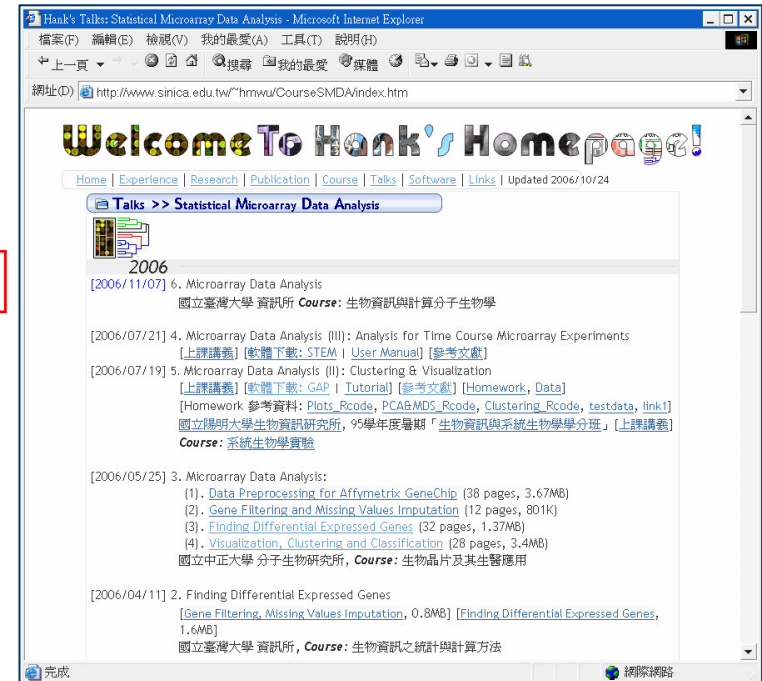 Hank's Talks: Statistical Microarray Data Analysis - Microsoft Internet Explorer
檔案(F) 編輯(E) 檢視(V) 我的最愛(A) 工具(T) 說明(H)
上一頁 搜尋 我的最愛 媒體
網址(D) http://www.sinica.edu.tw/~hmwu/CourseSMDA/index.htm
Welcome To Hank's Homepage!
Home | Experience | Research | Publication | Course | Talks | Software | Links | Updated 2006/10/24
Talks >> Statistical Microarray Data Analysis
2006
[2006/11/07] 6. Microarray Data Analysis
國立臺灣大學 資訊所 Course: 生物資訊與計算分子生物學
[2006/07/21] 4. Microarray Data Analysis (III): Analysis for Time Course Microarray Experiments
[上課講義] [軟體下載: STEM | User Manual] [參考文獻]
[2006/07/19] 5. Microarray Data Analysis (II): Clustering & Visualization
[上課講義] [軟體下載: GAP | Tutorial] [參考文獻] [Homework, Data]
[Homework 參考資料: Plots_Rcode, PCA&MDS_Rcode, Clustering_Rcode, testdata, link1]
國立陽明大學生物資訊研究所, 95學年度暑期「生物資訊與系統生物學學分班」[上課講義]
Course: 系統生物學實驗
[2006/05/25] 3. Microarray Data Analysis:
(1). Data Preprocessing for Affymetrix GeneChip (38 pages, 3.67MB)
(2). Gene Filtering and Missing Values Imputation (12 pages, 801K)
(3). Finding Differential Expressed Genes (32 pages, 1.37MB)
(4). Visualization, Clustering and Classification (28 pages, 3.4MB)
國立中正大學 分子生物研究所, Course: 生物晶片及其生醫應用
[2006/04/11] 2. Finding Differential Expressed Genes
[Gene Filtering, Missing Values Imputation, 0.8MB] [Finding Differential Expressed Genes,
1.6MB]
國立臺灣大學 資訊所, Course: 生物資訊之統計與計算方法
完成 網際網路